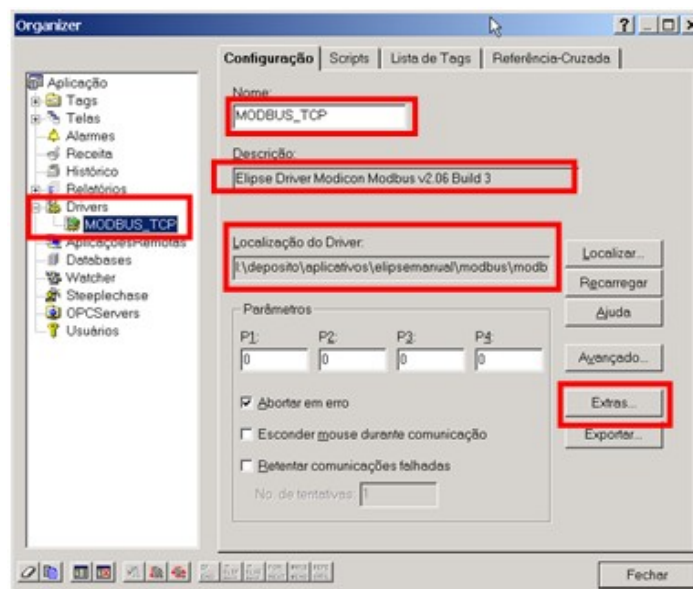 Organizer
Configuração Scripts Lista de Tags Referência-Cruzada
Aplicação
Tags
Telas
Alarmes
Receita
Histórico
Relatórios
Drivers
MODBUS_TCP
AplicaçõesRemotas
Databases
Watcher
Steeplechase
OPCServers
Usuários
Nome:
MODBUS_TCP
Descrição:
Elipse Driver Modicon Modbus v2.06 Build 3
Localização do Driver:
l:\deposito\aplicativos\elipsemanual\modbus\modb
Localizar...
Recarregar
Ajuda
Avançado...
Extras...
Exportar...
Parâmetros
P1: P2: P3: P4:
0 0 0 0
Abortar em erro
Esconder mouse durante comunicação
Retentar comunicações falhadas
No. de tentativas: 1
Fechar